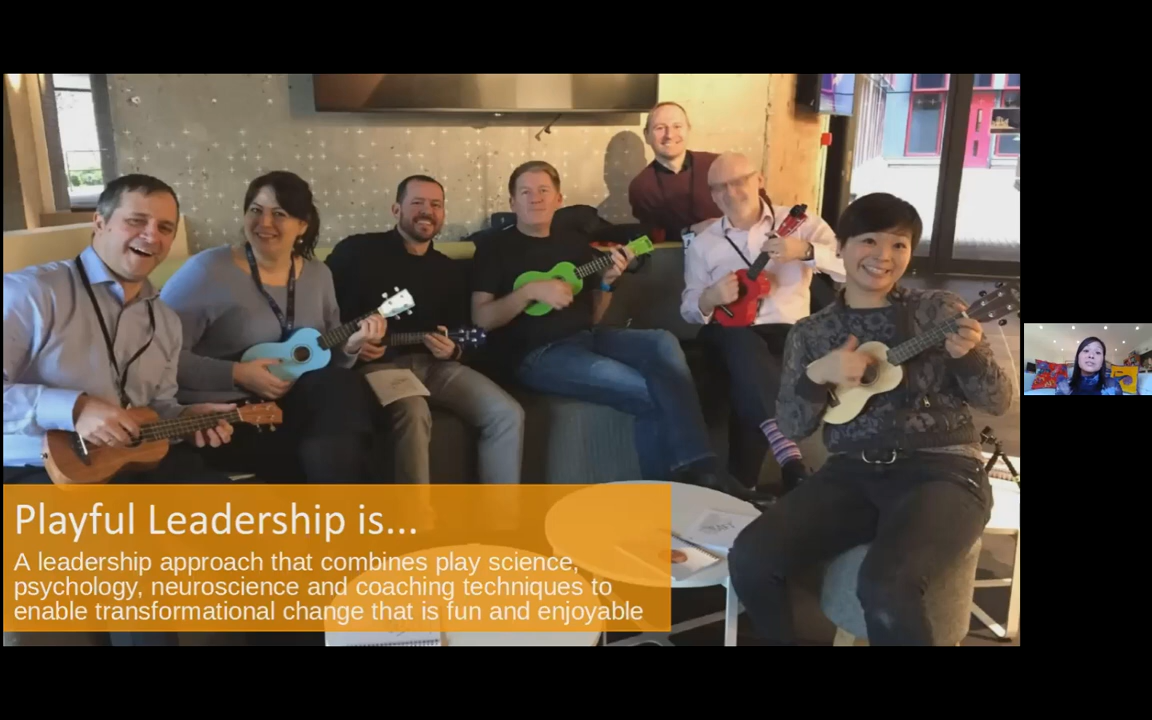 Playful Leadership is...
A leadership approach that combines play science,
psychology, neuroscience and coaching techniques to
enable transformational change that is fun and enjoyable